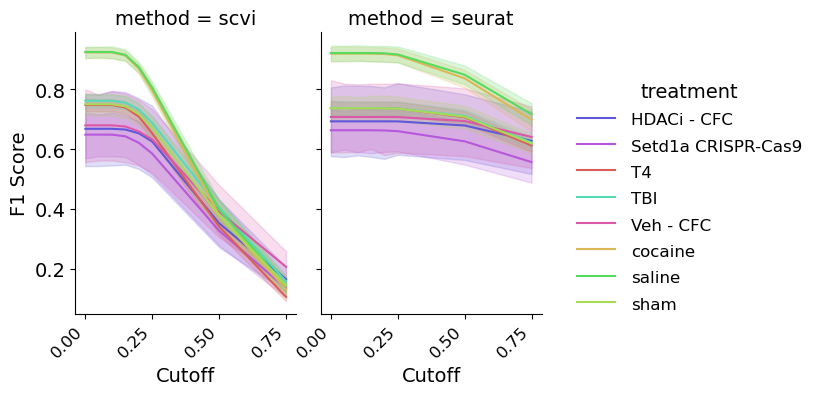 method = scvi
method = seurat
F1 Score
0.8
0.6
0.4
0.2
0.00
0.25
0.50
0.75
0.00
0.25
0.50
0.75
Cutoff
Cutoff
treatment
HDACi - CFC
Setd1a CRISPR-Cas9
T4
TBI
Veh - CFC
cocaine
saline
sham